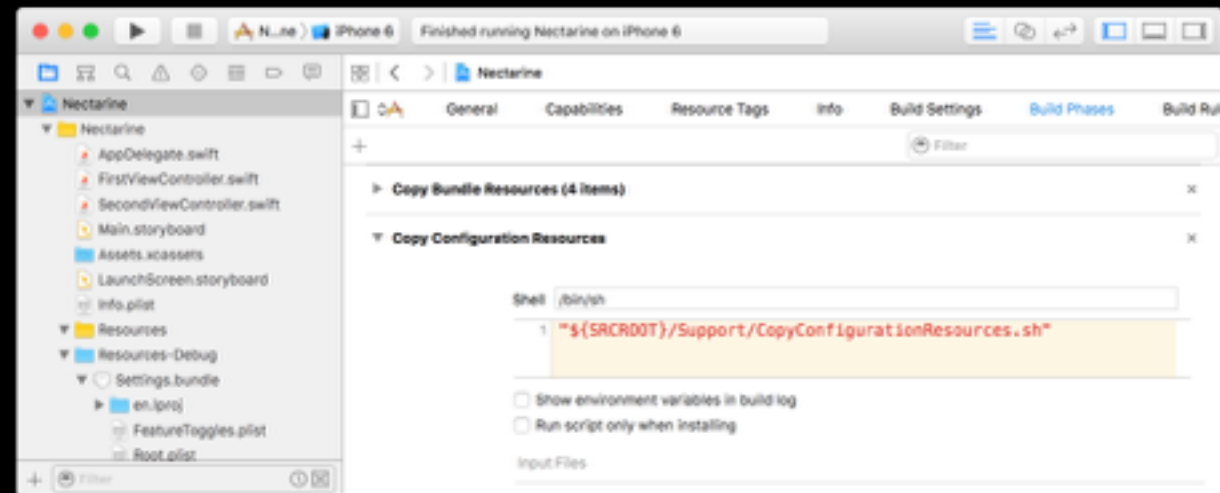 N...ne
iPhone 6
Finished running Nectarine on iPhone 6
Nectarine
Nectarine
AppDelegate.swift
FirstViewController.swift
SecondViewController.swift
Main.storyboard
Assets.xcassets
LaunchScreen.storyboard
Info.plist
Resources
Resources-Debug
Settings.bundle
en.lproj
FeatureToggles.plist
Root.plist
Filter
Nectarine
General Capabilities Resource Tags Info Build Settings Build Phases Build Rul
Filter
Copy Bundle Resources (4 items)
Copy Configuration Resources
Shell /bin/sh
1 "${SRCROOT}/Support/CopyConfigurationResources.sh"
Show environment variables in build log
Run script only when installing
Input Files